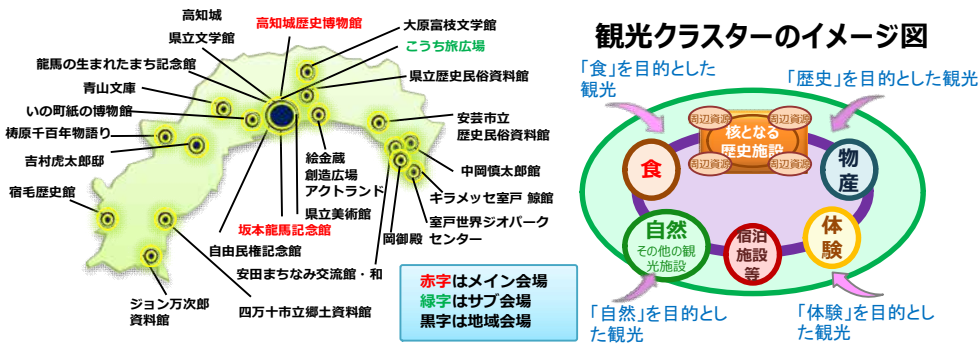 高知城
高知城歴史博物館
大原富枝文学館
県立文学館
こうち旅広場
龍馬の生まれたまち記念館
県立歴史民俗資料館
青山文庫
いの町紙の博物館
安芸市立
歴史民俗資料館
梼原千百年物語り
吉村虎太郎邸
絵金蔵
創造広場
アクトランド
中岡慎太郎館
宿毛歴史館
キラメッセ室戸 鯨館
県立美術館
室戸世界ジオパーク
センター
坂本龍馬記念館
岡御殿
自由民権記念館
安田まちなみ交流館・和
ジョン万次郎
資料館
四万十市立郷土資料館
赤字はメイン会場
緑字はサブ会場
黒字は地域会場
観光クラスターのイメージ図
「食」を目的とした
観光
「歴史」を目的とした観光
周辺資源
周辺資源
核となる
歴史施設
周辺資源
周辺資源
食
物
産
自然
その他の観
光施設
宿泊
施設
等
体
験
「自然」を目的とし
た観光
「体験」を目的とし
た観光